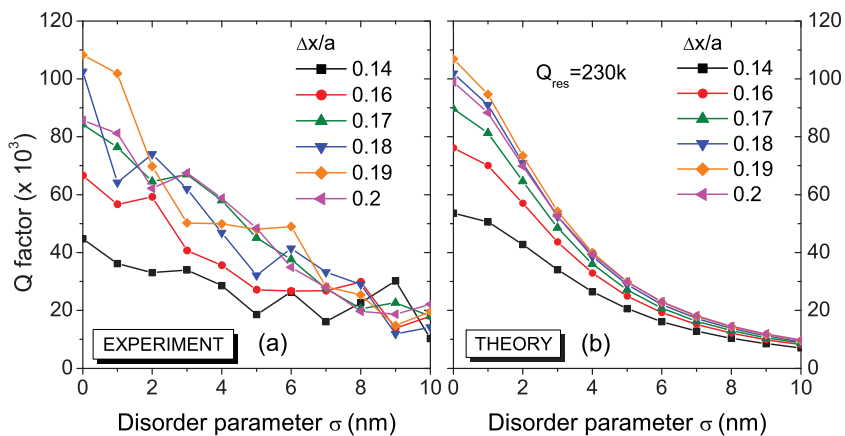 120
100
80
60
40
20
0
Q factor (x 10³)
Δx/a
0.14
0.16
0.17
0.18
0.19
0.2
EXPERIMENT
(a)
0 2 4 6 8 10
Disorder parameter σ (nm)
Q_res=230k
Δx/a
0.14
0.16
0.17
0.18
0.19
0.2
THEORY
(b)
0 2 4 6 8 10
Disorder parameter σ (nm)
120
100
80
60
40
20
0